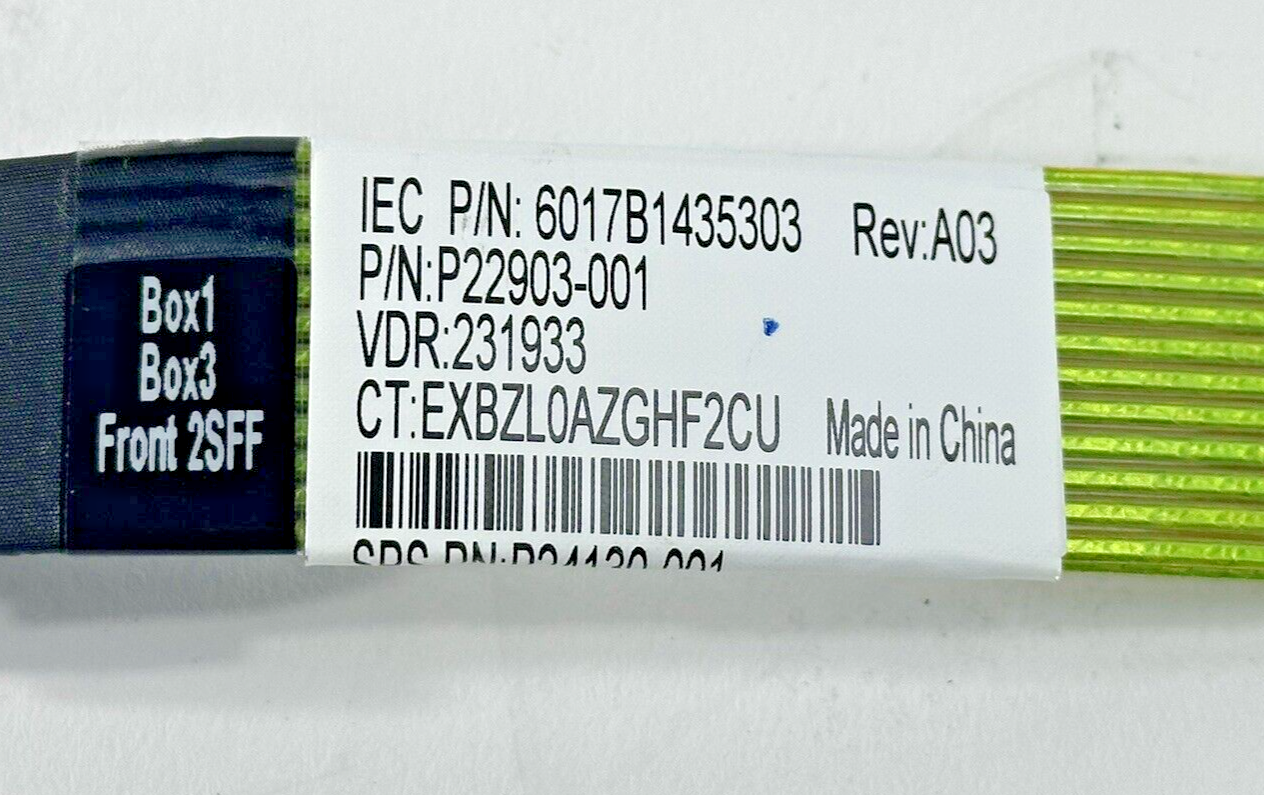 Box1
Box3
Front 2SFF
IEC P/N: 6017B1435303 Rev:A03
P/N:P22903-001
VDR:231933
CT:EXBZL0AZGHF2CU Made in China